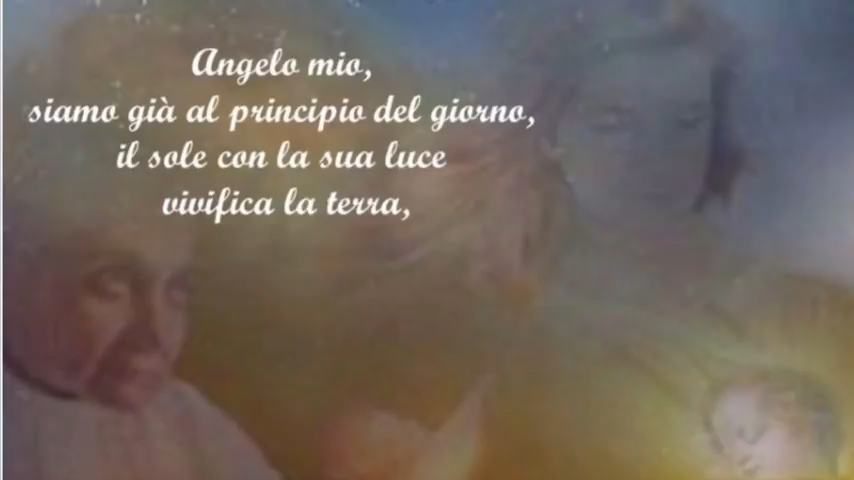 Angelo mio,
siamo già al principio del giorno,
il sole con la sua luce
vivifica la terra,